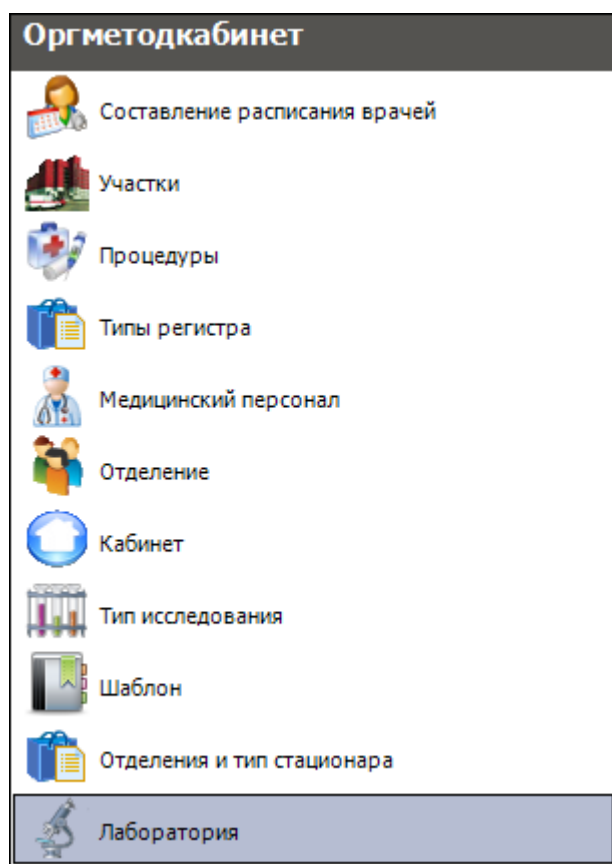 Оргметодкабинет
Составление расписания врачей
Участки
Процедуры
Типы регистра
Медицинский персонал
Отделение
Кабинет
Тип исследования
Шаблон
Отделения и тип стационара
Лаборатория